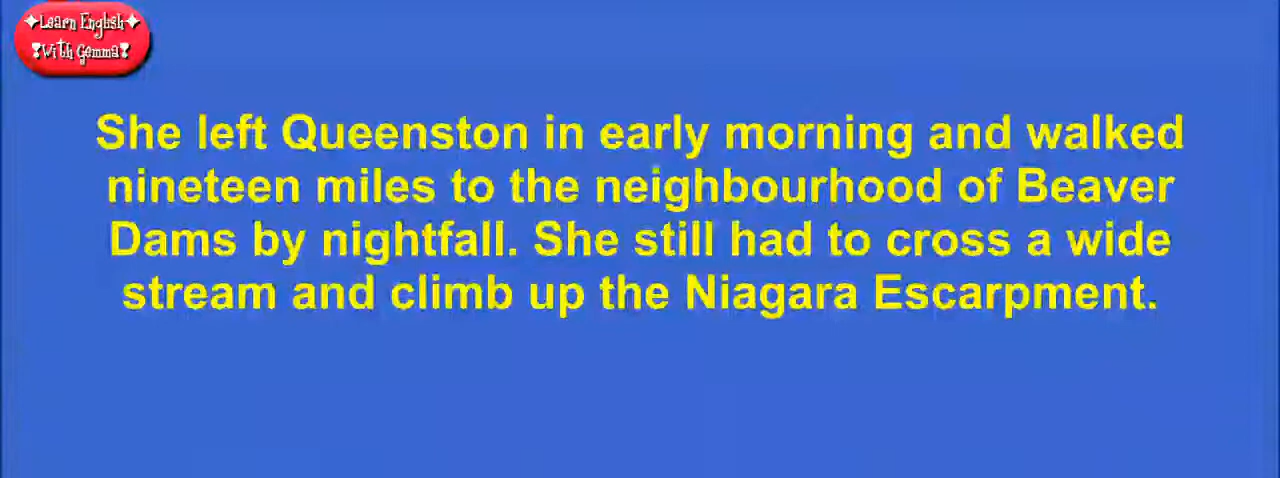 Learn English
With Gemma
She left Queenston in early morning and walked
nineteen miles to the neighbourhood of Beaver
Dams by nightfall. She still had to cross a wide
stream and climb up the Niagara Escarpment.